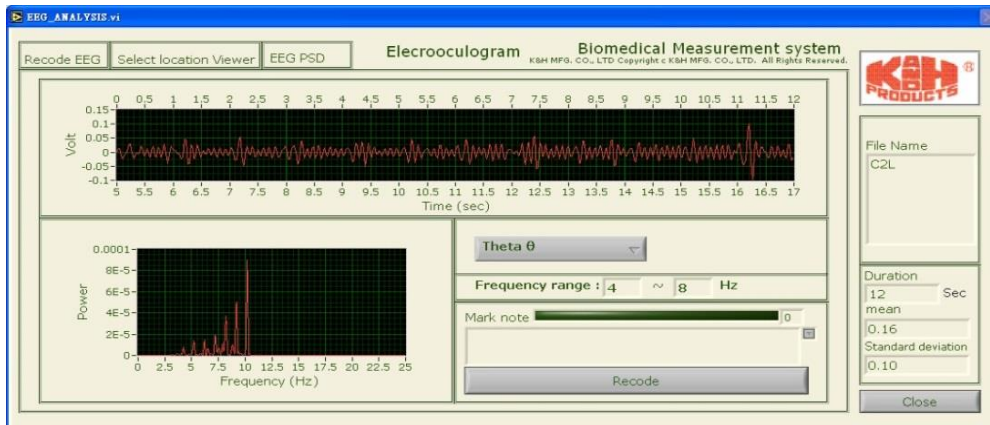 EEG_ANALYSIS.vi
Recode EEG Select location Viewer EEG PSD Elecrooculogram Biomedical Measurement system
K&H MFG. CO., LTD Copyright c K&H MFG. CO., LTD. All Rights Reserved.
K AND H ®
PRODUCTS
0 0.5 1 1.5 2 2.5 3 3.5 4 4.5 5 5.5 6 6.5 7 7.5 8 8.5 9 9.5 10 10.5 11 11.5 12
0.15
0.1
0.05
0
-0.05
-0.1
Volt
5 5.5 6 6.5 7 7.5 8 8.5 9 9.5 10 10.5 11 11.5 12 12.5 13 13.5 14 14.5 15 15.5 16 16.5 17
Time (sec)
0.0001
8E-5
6E-5
4E-5
2E-5
0
Power
0 2.5 5 7.5 10 12.5 15 17.5 20 22.5 25
Frequency (Hz)
Theta θ
Frequency range : 4 ~ 8 Hz
Mark note 0
Recode
File Name
C2L
Duration
12 Sec
mean
0.16
Standard deviation
0.10
Close